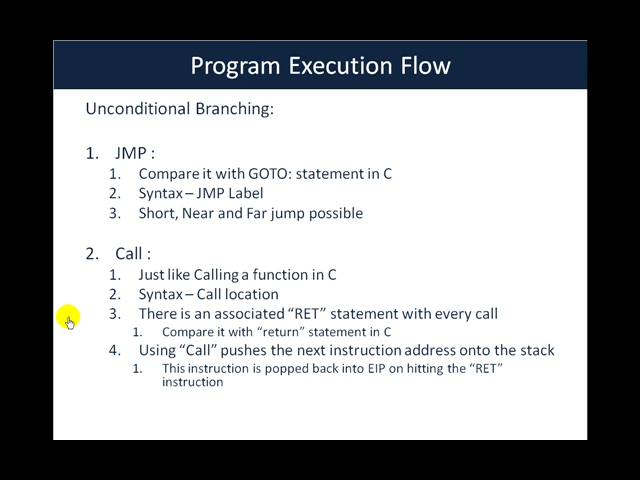 Program Execution Flow
Unconditional Branching:
1. JMP :
1. Compare it with GOTO: statement in C
2. Syntax – JMP Label
3. Short, Near and Far jump possible
2. Call :
1. Just like Calling a function in C
2. Syntax – Call location
3. There is an associated “RET” statement with every call
1. Compare it with “return” statement in C
4. Using “Call” pushes the next instruction address onto the stack
1. This instruction is popped back into EIP on hitting the “RET”
instruction